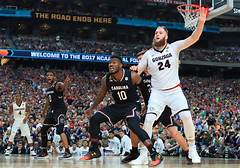 THE ROAD ENDS HERE
WELCOME TO THE 2017 NCAA
GONZAGA
24
CAROLINA
10